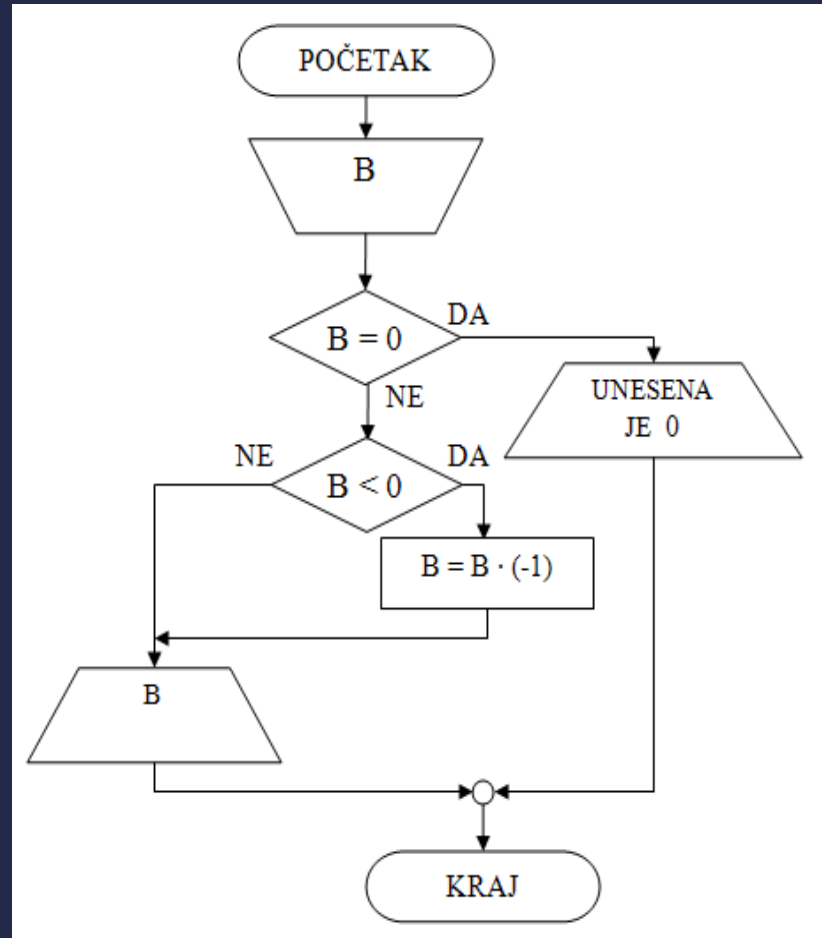 POČETAK
B
B = 0
DA
UNESENA
JE 0
NE
NE
B < 0
DA
B = B · (-1)
B
KRAJ